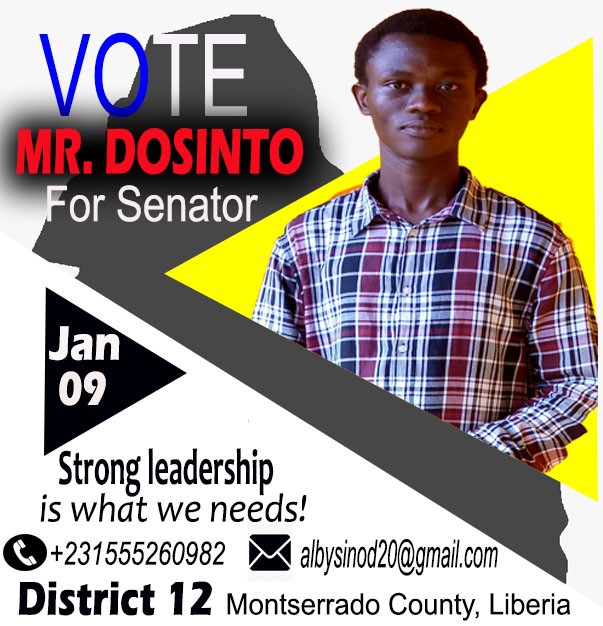 VOTE
MR. DOSINTO
For Senator
Jan
09
Strong leadership
is what we needs!
+231555260982
albysinod20@gmail.com
District 12 Montserrado County, Liberia